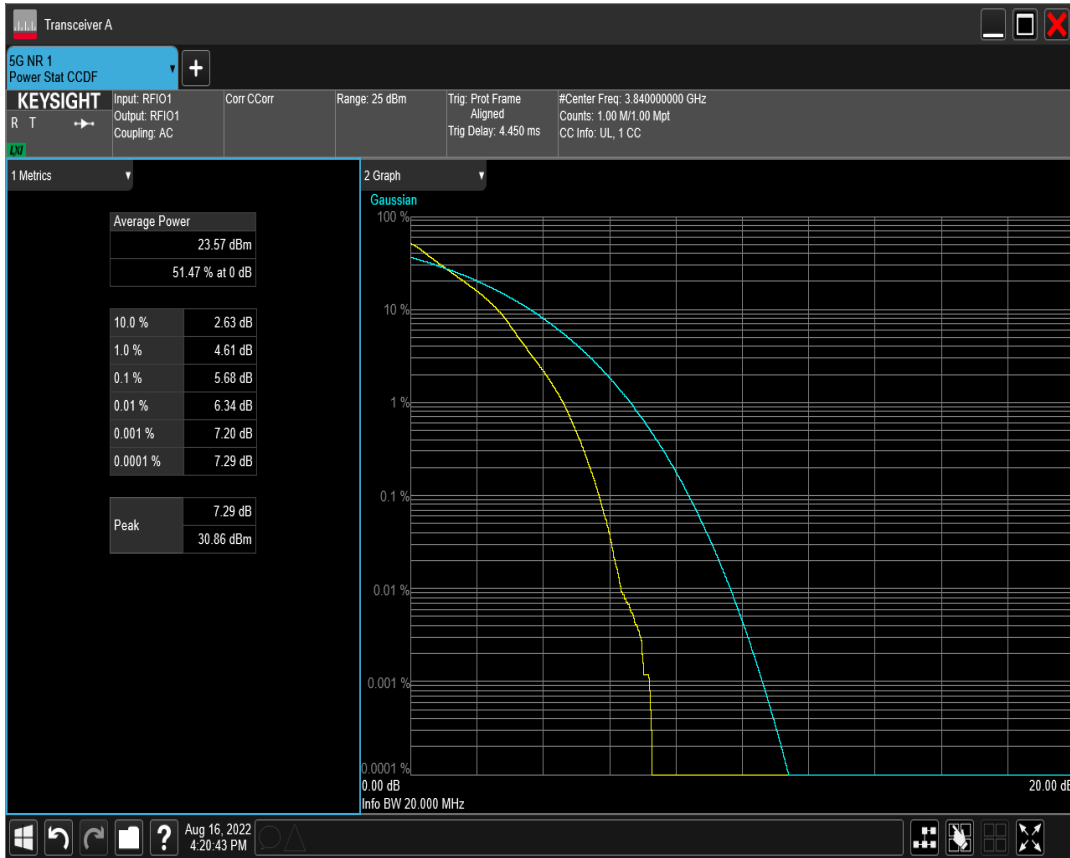 Transceiver A
5G NR 1
Power Stat CCDF
+
KEYSIGHT
R T
LXI
Input: RFIO1
Output: RFIO1
Coupling: AC
Corr CCorr
Range: 25 dBm
Trig: Prot Frame
Aligned
Trig Delay: 4.450 ms
#Center Freq: 3.840000000 GHz
Counts: 1.00 M/1.00 Mpt
CC Info: UL, 1 CC
1 Metrics
Average Power
23.57 dBm
51.47 % at 0 dB
10.0 % 2.63 dB
1.0 % 4.61 dB
0.1 % 5.68 dB
0.01 % 6.34 dB
0.001 % 7.20 dB
0.0001 % 7.29 dB
Peak
7.29 dB
30.86 dBm
2 Graph
Gaussian
100 %
10 %
1 %
0.1 %
0.01 %
0.001 %
0.0001 %
0.00 dB
20.00 dB
Info BW 20.000 MHz
?
Aug 16, 2022
4:20:43 PM